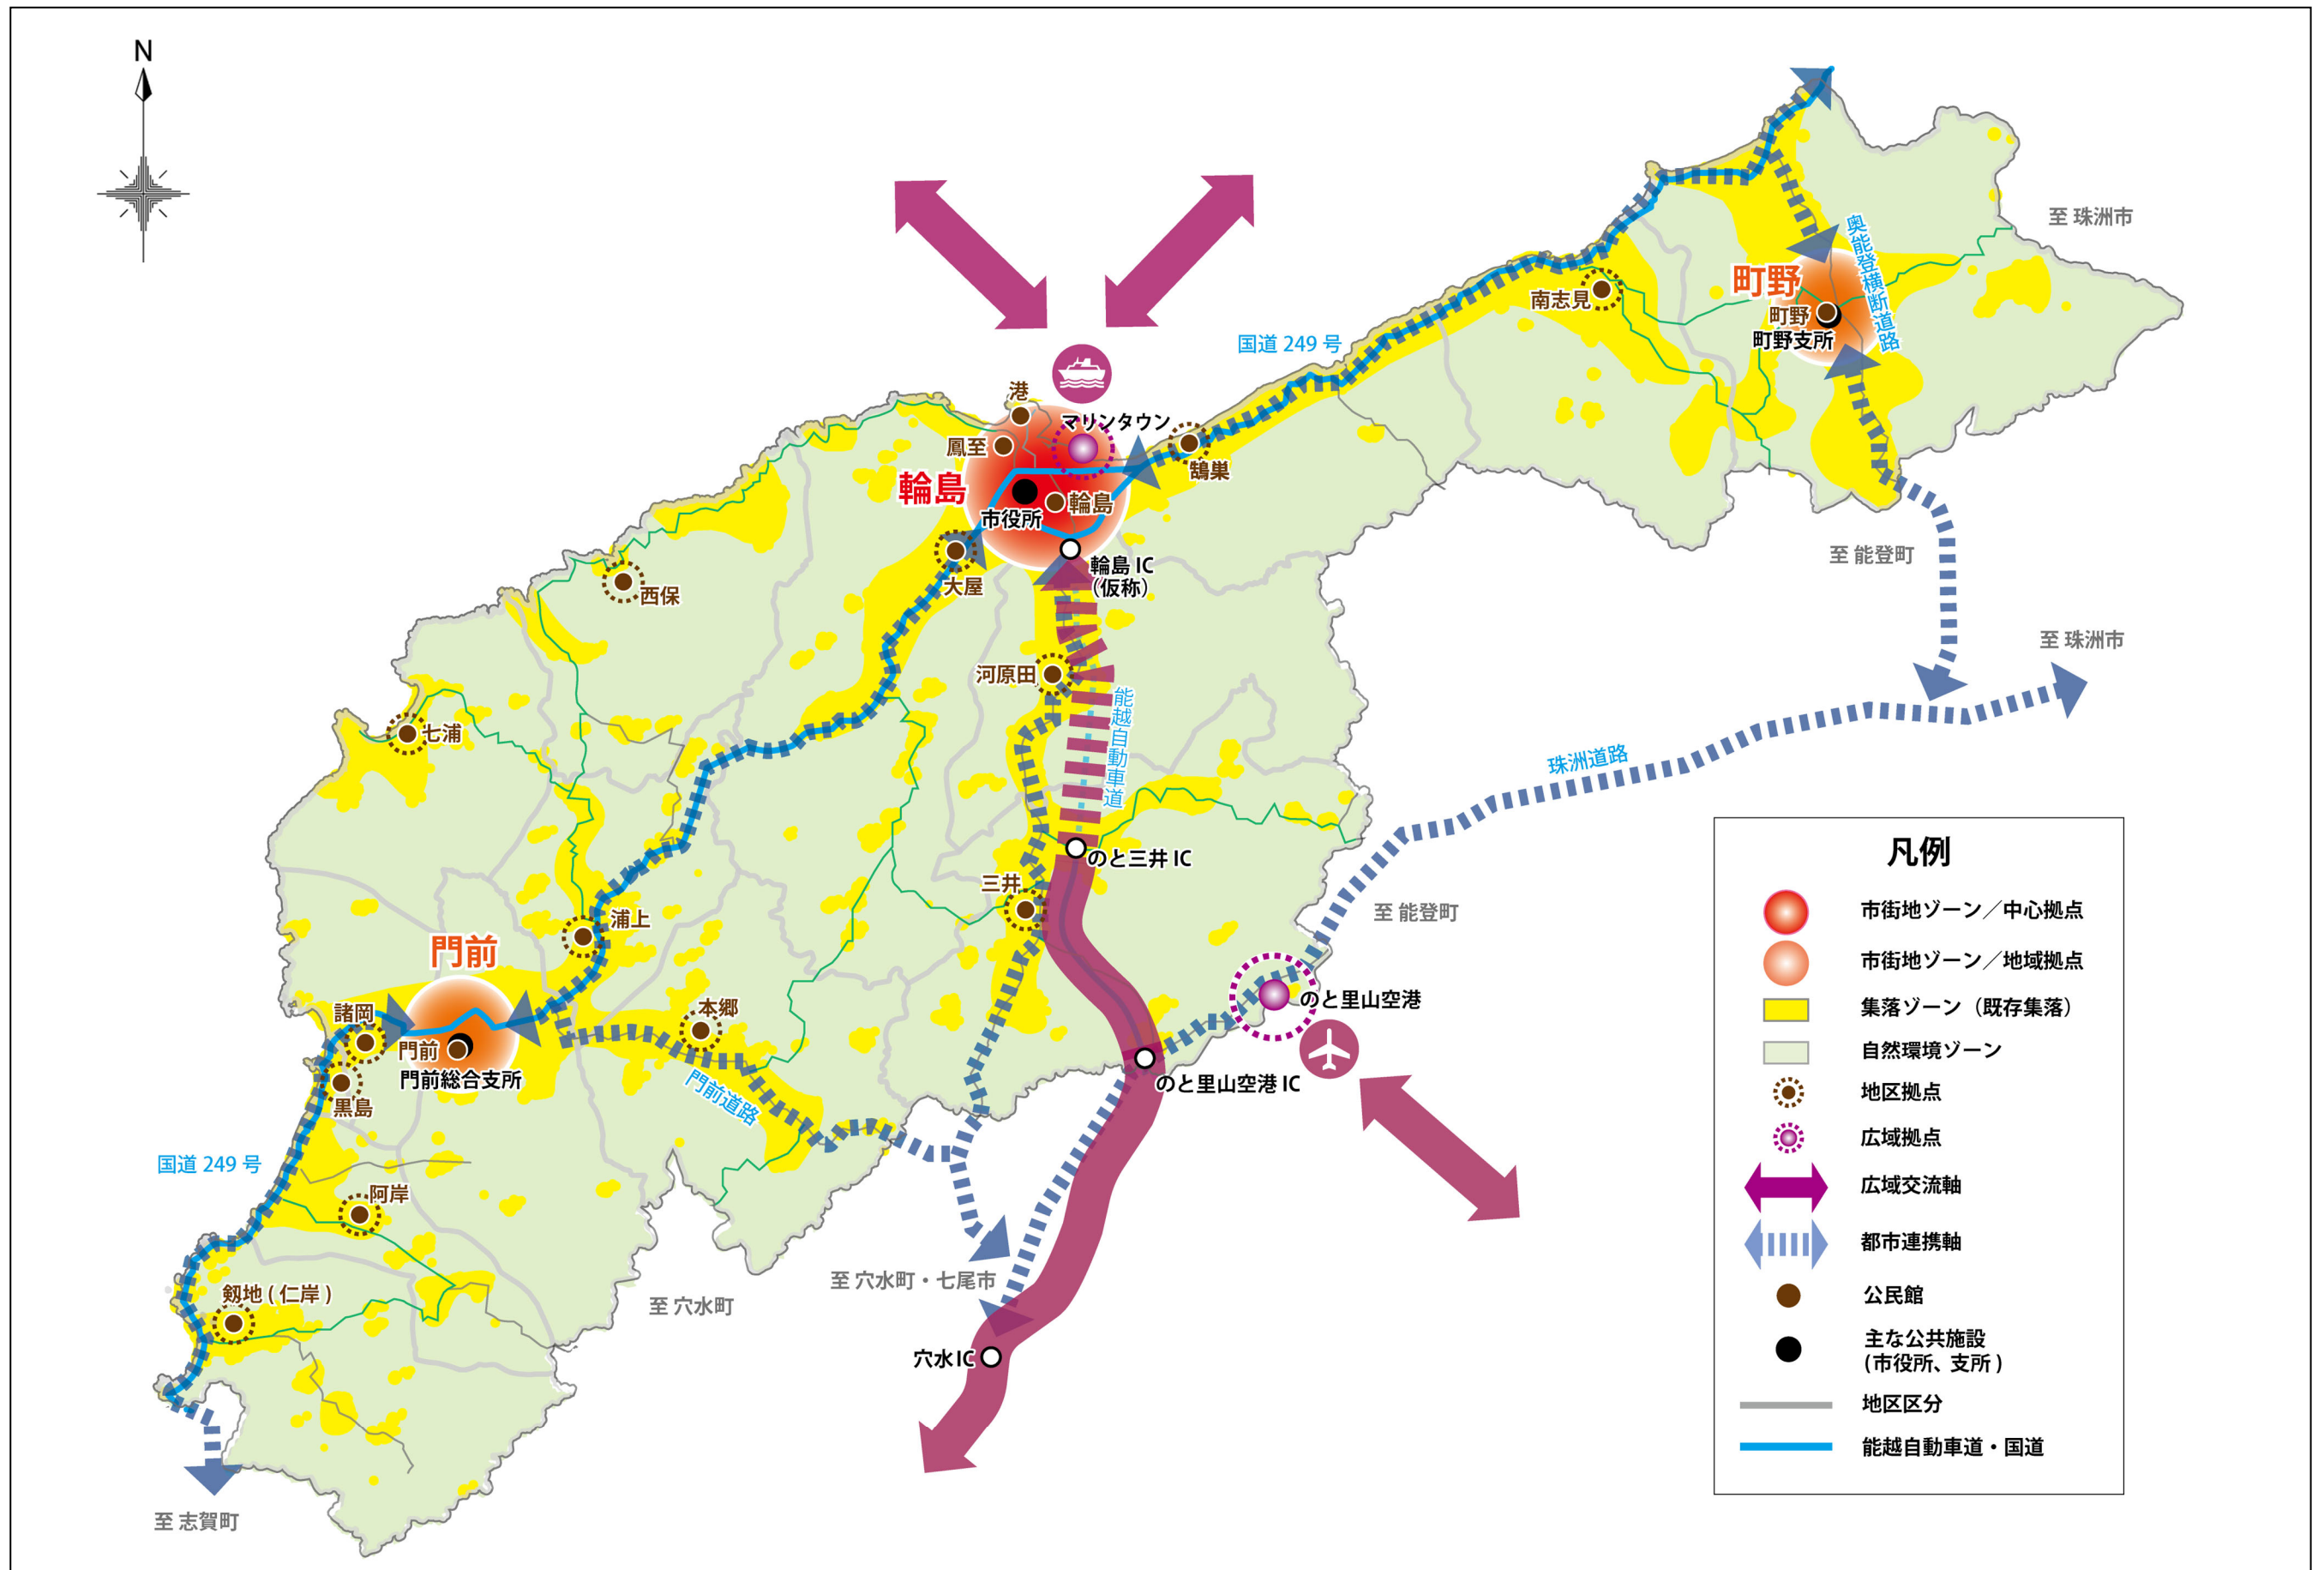 N
至 珠洲市
奥能登横断道路
町野
町野
町野支所
南志見
国道 249 号
港
マリンタウン
鳳至
鵠巣
輪島
輪島
市役所
輪島 IC
（仮称）
大屋
西保
至 能登町
至 珠洲市
河原田
能越自動車道
七浦
珠洲道路
のと三井 IC
三井
至 能登町
浦上
門前
のと里山空港
諸岡
本郷
門前
門前総合支所
のと里山空港 IC
黒島
門前道路
国道 249 号
阿岸
至 穴水町・七尾市
剱地 ( 仁岸 )
至 穴水町
穴水 IC
至 志賀町
凡例
市街地ゾーン／中心拠点
市街地ゾーン／地域拠点
集落ゾーン（既存集落）
自然環境ゾーン
地区拠点
広域拠点
広域交流軸
都市連携軸
公民館
主な公共施設
（市役所、支所 )
地区区分
能越自動車道・国道